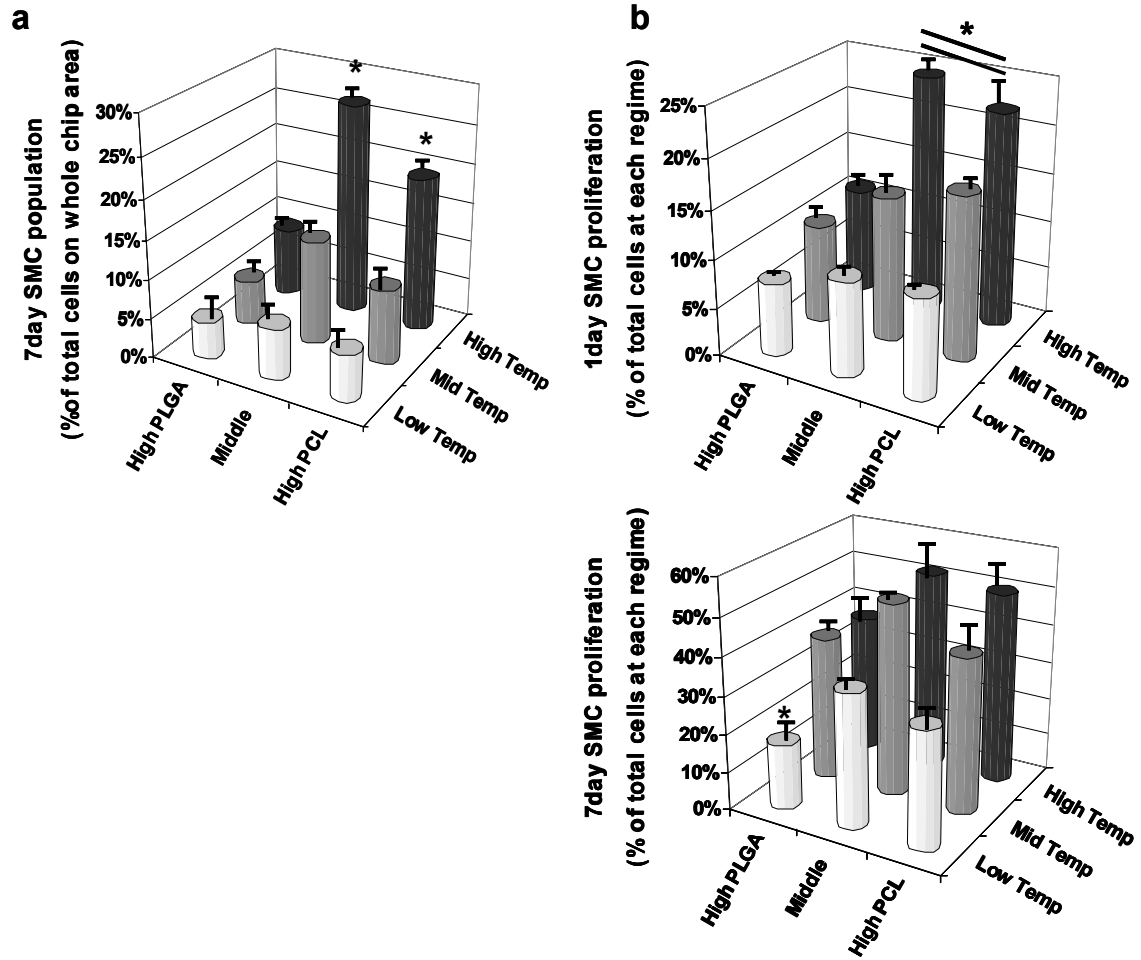 a
7day SMC population
(%of total cells on whole chip area)
30%
25%
20%
15%
10%
5%
0%
*
*
High PLGA
Middle
High PCL
High Temp
Mid Temp
Low Temp
b
1day SMC proliferation
(% of total cells at each regime)
25%
20%
15%
10%
5%
0%
*
High PLGA
Middle
High PCL
High Temp
Mid Temp
Low Temp
7day SMC proliferation
(% of total cells at each regime)
60%
50%
40%
30%
20%
10%
0%
*
High PLGA
Middle
High PCL
High Temp
Mid Temp
Low Temp